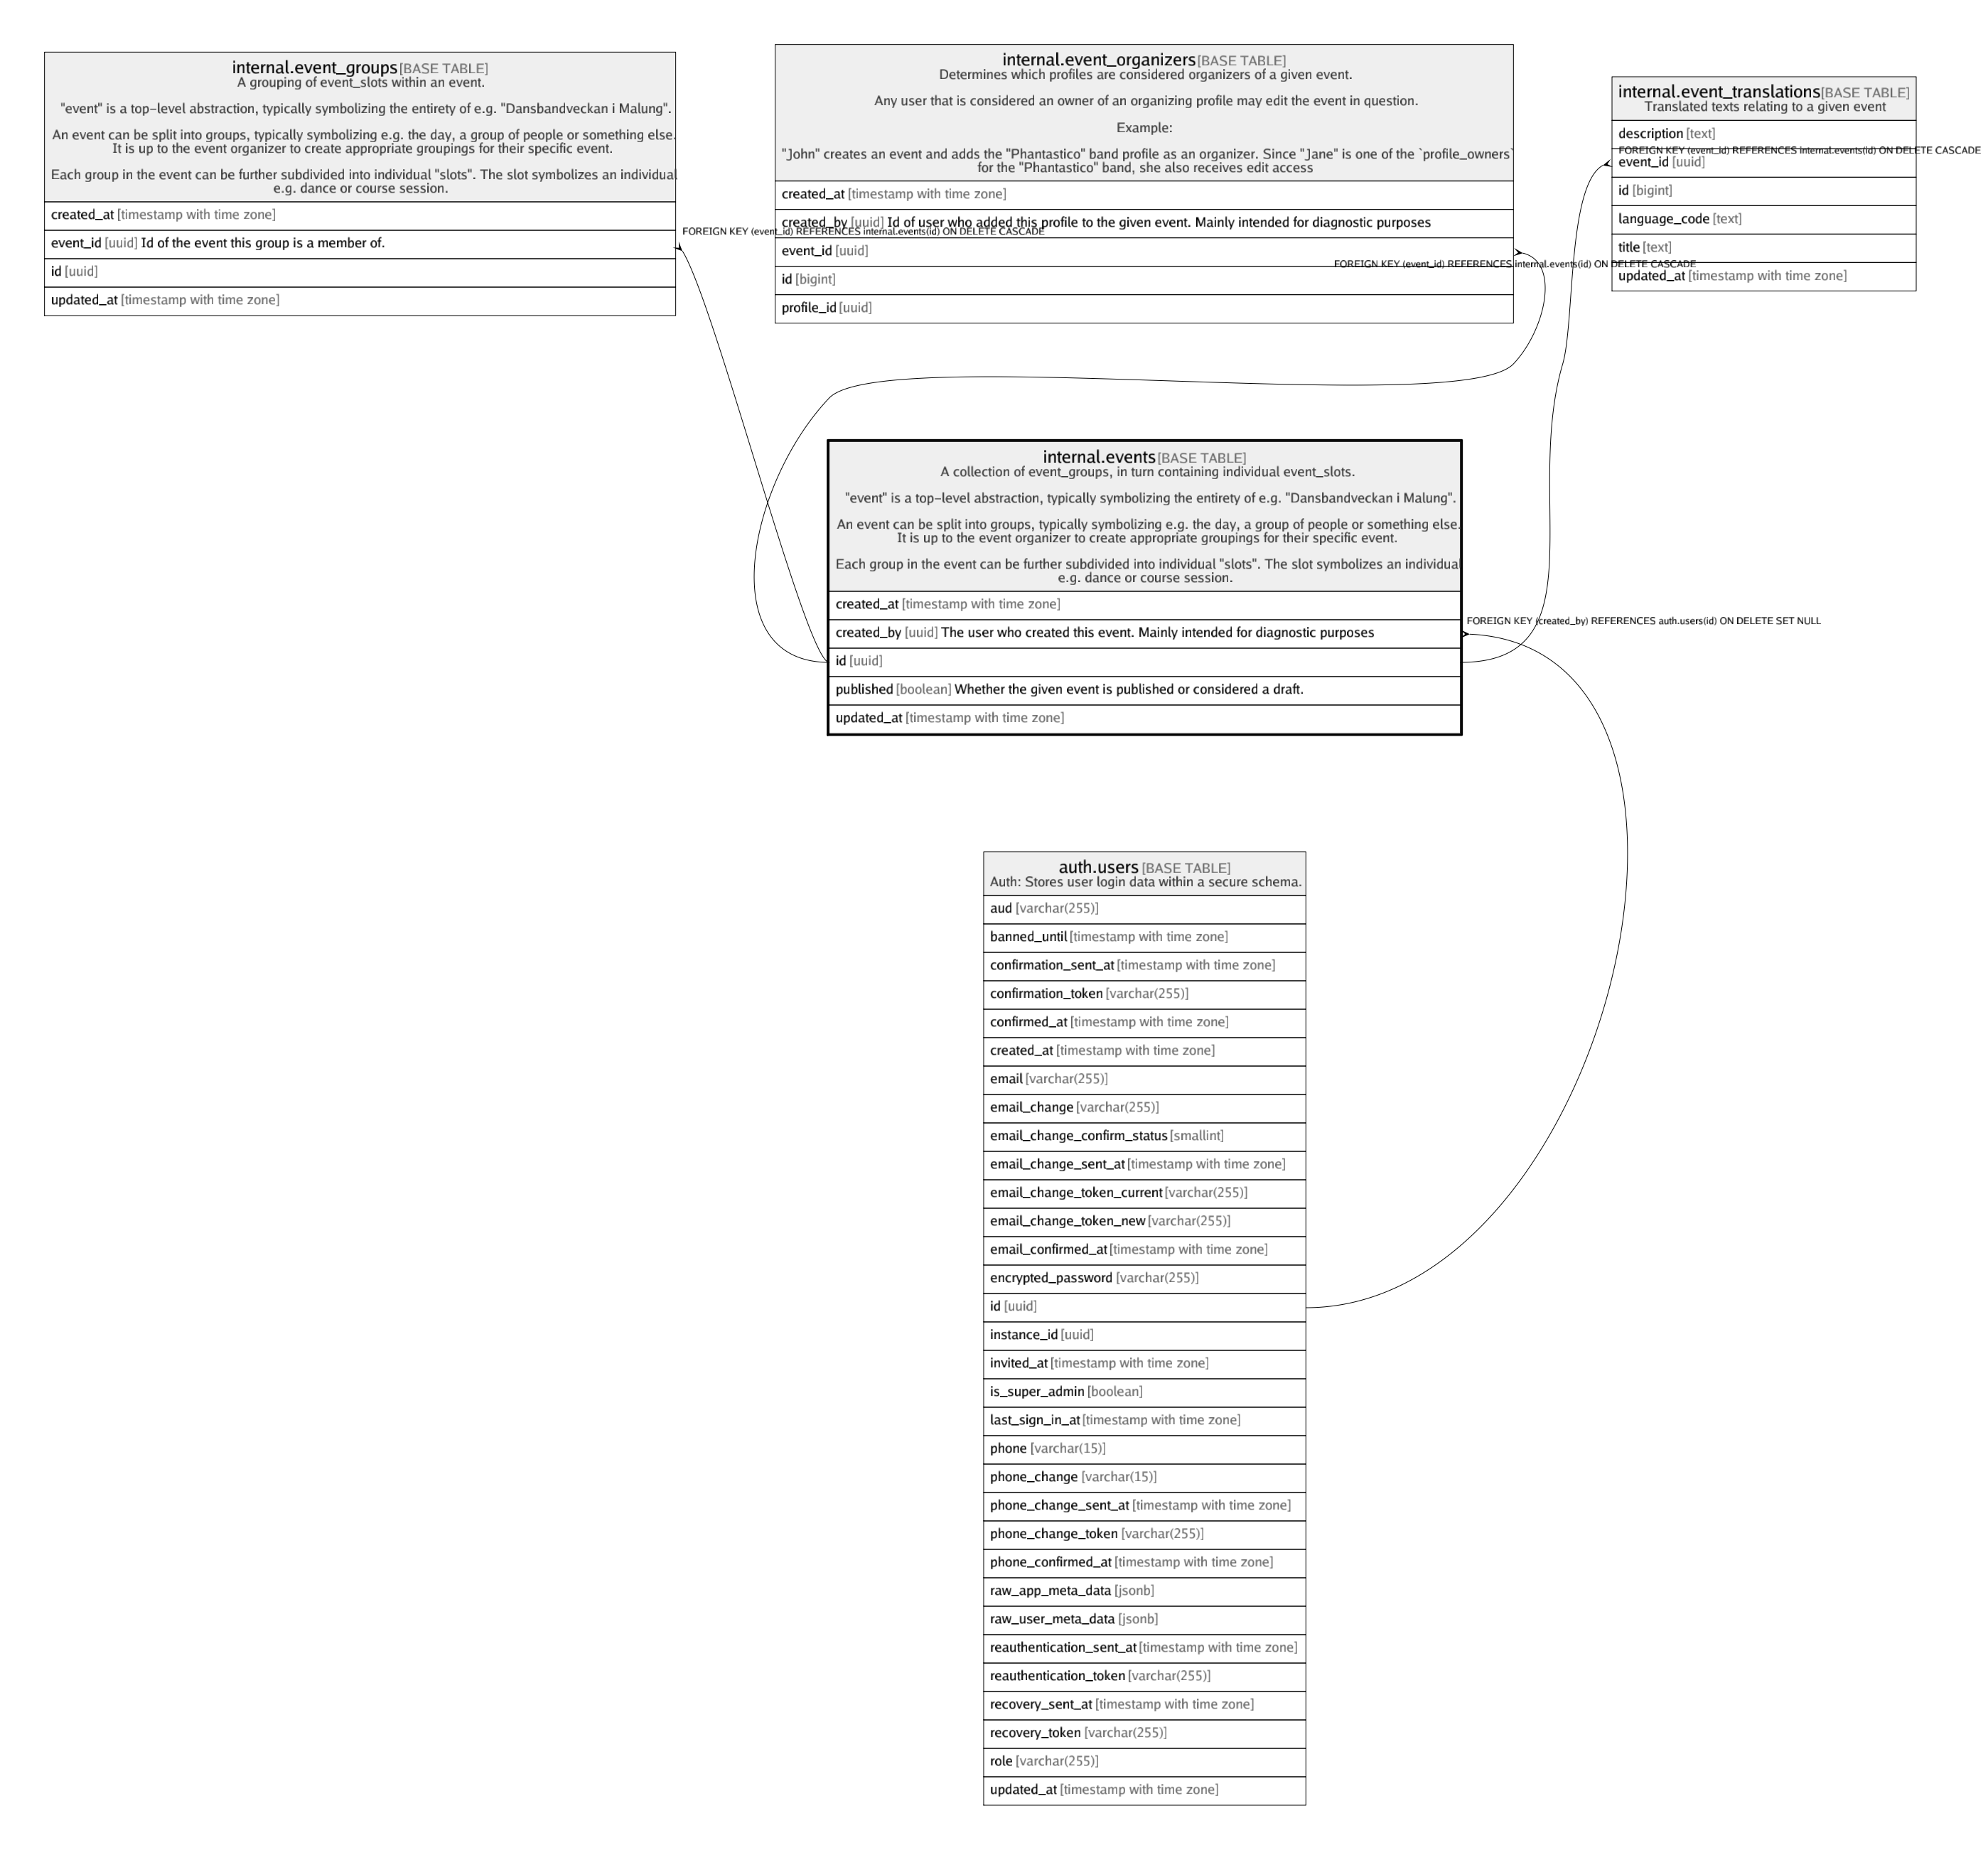 internal.event_groups [BASE TABLE]
A grouping of event_slots within an event.
"event" is a top-level abstraction, typically symbolizing the entirety of e.g. "Dansbandveckan i Malung".
An event can be split into groups, typically symbolizing e.g. the day, a group of people or something else.
It is up to the event organizer to create appropriate groupings for their specific event.
Each group in the event can be further subdivided into individual "slots". The slot symbolizes an individual
e.g. dance or course session.
created_at [timestamp with time zone]
event_id [uuid] Id of the event this group is a member of.
id [uuid]
updated_at [timestamp with time zone]
FOREIGN KEY (event_id) REFERENCES internal.events(id) ON DELETE CASCADE
internal.event_organizers [BASE TABLE]
Determines which profiles are considered organizers of a given event.
Any user that is considered an owner of an organizing profile may edit the event in question.
Example:
"John" creates an event and adds the "Phantastico" band profile as an organizer. Since "Jane" is one of the `profile_owners`
for the "Phantastico" band, she also receives edit access
created_at [timestamp with time zone]
created_by [uuid] Id of user who added this profile to the given event. Mainly intended for diagnostic purposes
event_id [uuid]
id [bigint]
profile_id [uuid]
FOREIGN KEY (event_id) REFERENCES internal.events(id) ON DELETE CASCADE
internal.event_translations [BASE TABLE]
Translated texts relating to a given event
description [text]
FOREIGN KEY (event_id) REFERENCES internal.events(id) ON DELETE CASCADE
event_id [uuid]
id [bigint]
language_code [text]
title [text]
updated_at [timestamp with time zone]
internal.events [BASE TABLE]
A collection of event_groups, in turn containing individual event_slots.
"event" is a top-level abstraction, typically symbolizing the entirety of e.g. "Dansbandveckan i Malung".
An event can be split into groups, typically symbolizing e.g. the day, a group of people or something else.
It is up to the event organizer to create appropriate groupings for their specific event.
Each group in the event can be further subdivided into individual "slots". The slot symbolizes an individual
e.g. dance or course session.
created_at [timestamp with time zone]
created_by [uuid] The user who created this event. Mainly intended for diagnostic purposes
id [uuid]
published [boolean] Whether the given event is published or considered a draft.
updated_at [timestamp with time zone]
FOREIGN KEY (created_by) REFERENCES auth.users(id) ON DELETE SET NULL
auth.users [BASE TABLE]
Auth: Stores user login data within a secure schema.
aud [varchar(255)]
banned_until [timestamp with time zone]
confirmation_sent_at [timestamp with time zone]
confirmation_token [varchar(255)]
confirmed_at [timestamp with time zone]
created_at [timestamp with time zone]
email [varchar(255)]
email_change [varchar(255)]
email_change_confirm_status [smallint]
email_change_sent_at [timestamp with time zone]
email_change_token_current [varchar(255)]
email_change_token_new [varchar(255)]
email_confirmed_at [timestamp with time zone]
encrypted_password [varchar(255)]
id [uuid]
instance_id [uuid]
invited_at [timestamp with time zone]
is_super_admin [boolean]
last_sign_in_at [timestamp with time zone]
phone [varchar(15)]
phone_change [varchar(15)]
phone_change_sent_at [timestamp with time zone]
phone_change_token [varchar(255)]
phone_confirmed_at [timestamp with time zone]
raw_app_meta_data [jsonb]
raw_user_meta_data [jsonb]
reauthentication_sent_at [timestamp with time zone]
reauthentication_token [varchar(255)]
recovery_sent_at [timestamp with time zone]
recovery_token [varchar(255)]
role [varchar(255)]
updated_at [timestamp with time zone]